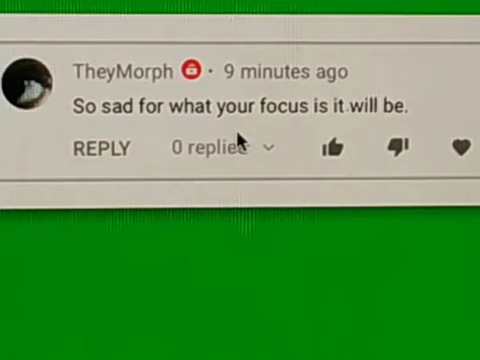 TheyMorph · 9 minutes ago
So sad for what your focus is it will be.
REPLY 0 replies